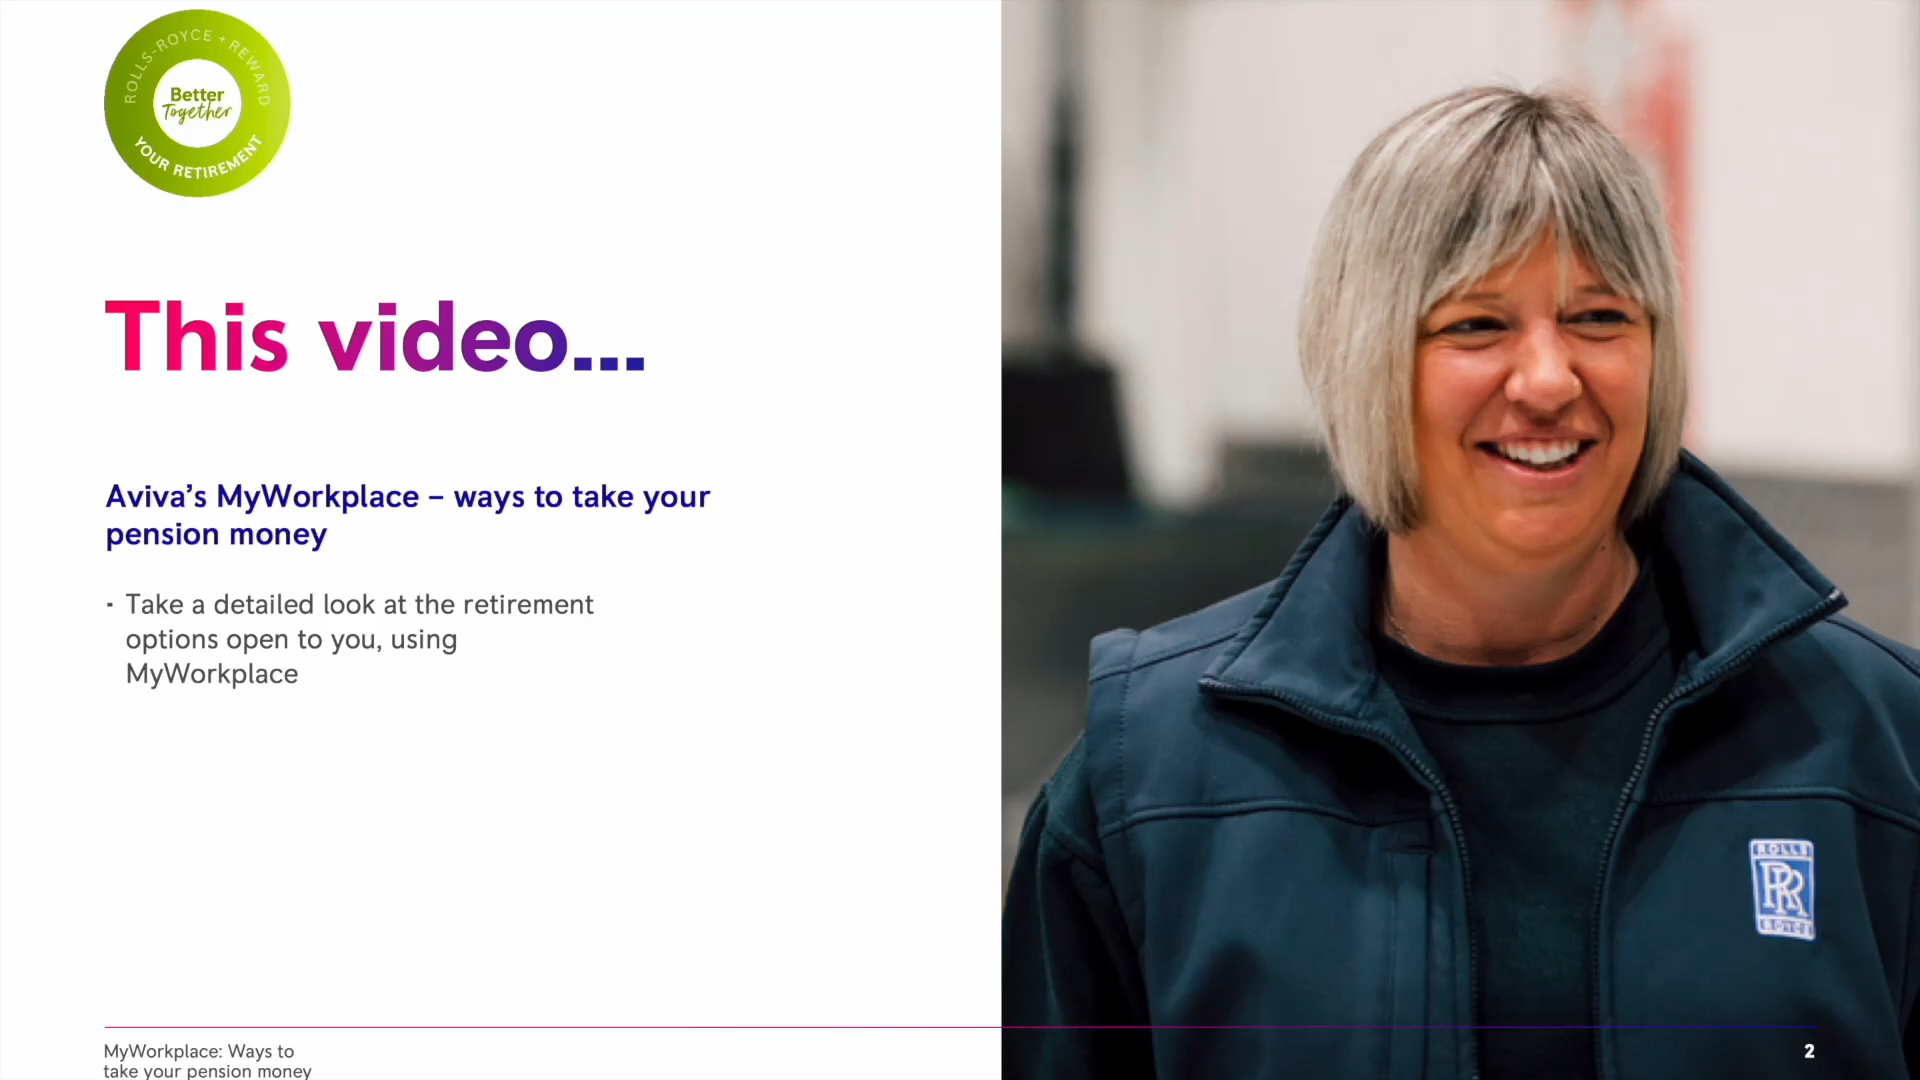 ROLLS-ROYCE + REWARD
Better
Together
YOUR RETIREMENT
This video...
Aviva’s MyWorkplace – ways to take your
pension money
· Take a detailed look at the retirement
options open to you, using
MyWorkplace
ROLLS
RR
ROYCE
MyWorkplace: Ways to
take your pension money
2